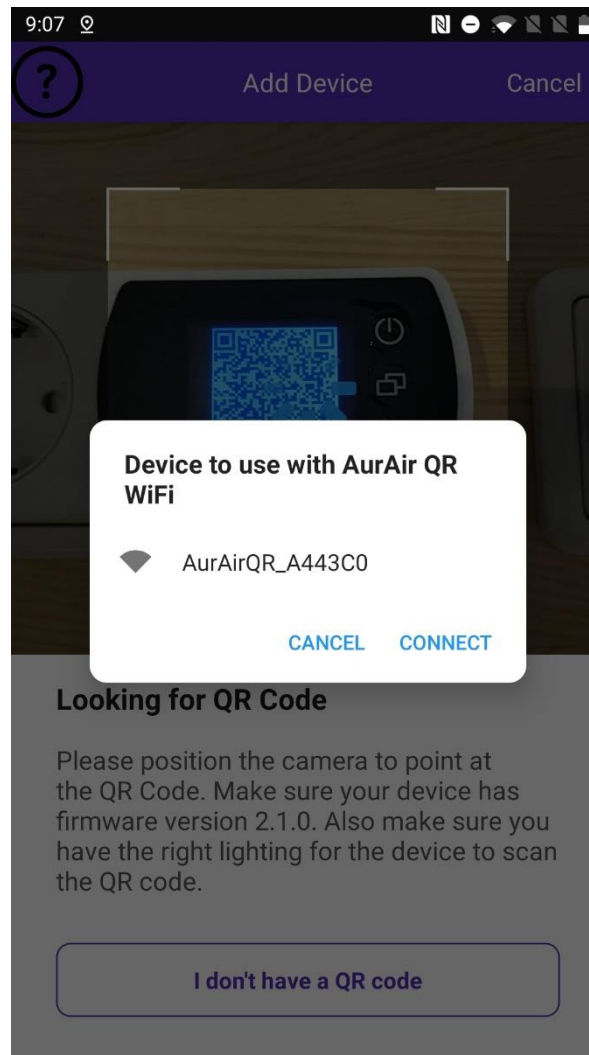 9:07
? Add Device Cancel
Device to use with AurAir QR
WiFi
AurAirQR_A443C0
CANCEL CONNECT
Looking for QR Code
Please position the camera to point at
the QR Code. Make sure your device has
firmware version 2.1.0. Also make sure you
have the right lighting for the device to scan
the QR code.
I don't have a QR code